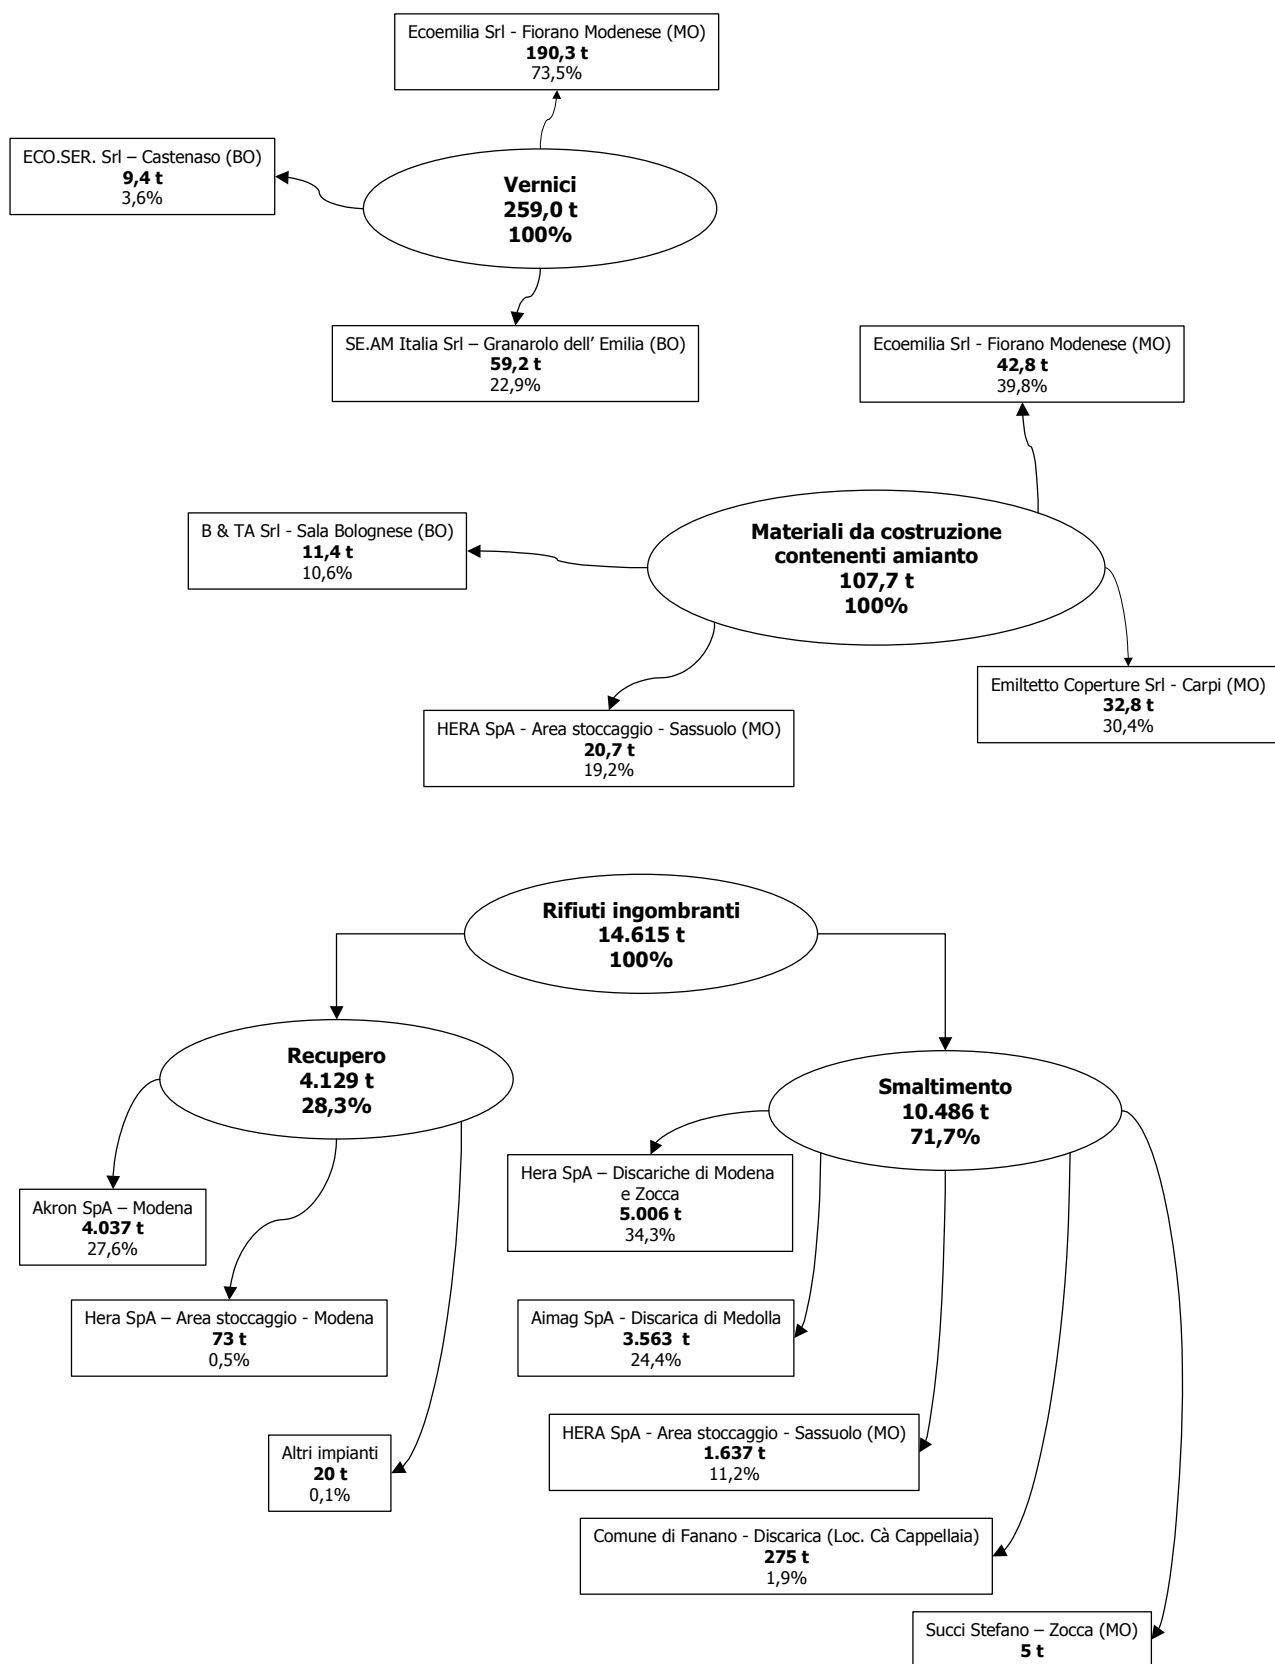 Ecoemilia Srl - Fiorano Modenese (MO)
190,3 t
73,5%
ECO.SER. Srl – Castenaso (BO)
9,4 t
3,6%
Vernici
259,0 t
100%
SE.AM Italia Srl – Granarolo dell' Emilia (BO)
59,2 t
22,9%
Ecoemilia Srl - Fiorano Modenese (MO)
42,8 t
39,8%
B & TA Srl - Sala Bolognese (BO)
11,4 t
10,6%
Materiali da costruzione
contenenti amianto
107,7 t
100%
HERA SpA - Area stoccaggio - Sassuolo (MO)
20,7 t
19,2%
Emiltetto Coperture Srl - Carpi (MO)
32,8 t
30,4%
Rifiuti ingombranti
14.615 t
100%
Recupero
4.129 t
28,3%
Smaltimento
10.486 t
71,7%
Akron SpA – Modena
4.037 t
27,6%
Hera SpA – Discariche di Modena
e Zocca
5.006 t
34,3%
Hera SpA – Area stoccaggio - Modena
73 t
0,5%
Aimag SpA - Discarica di Medolla
3.563 t
24,4%
Altri impianti
20 t
0,1%
HERA SpA - Area stoccaggio - Sassuolo (MO)
1.637 t
11,2%
Comune di Fanano - Discarica (Loc. Cà Cappellaia)
275 t
1,9%
Succi Stefano – Zocca (MO)
5 t